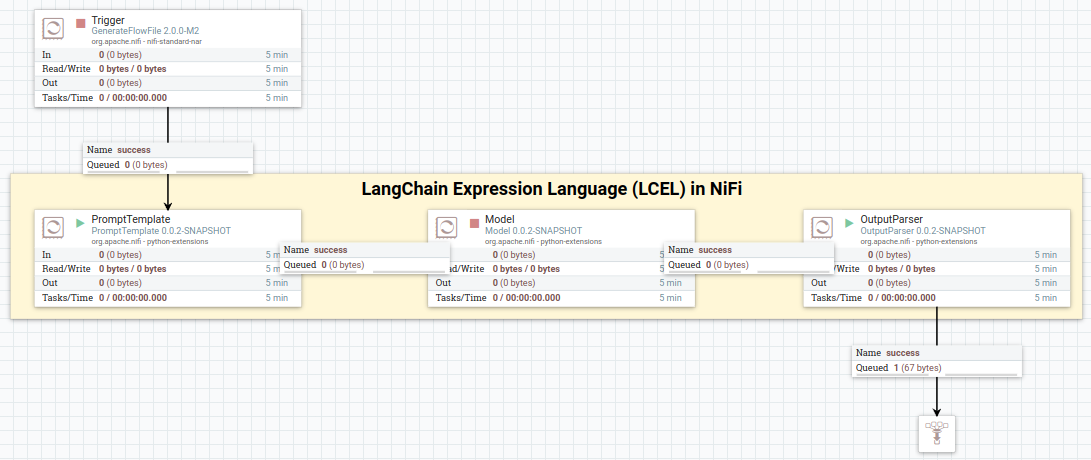 Trigger
GenerateFlowFile 2.0.0-M2
org.apache.nifi - nifi-standard-nar
In 0 (0 bytes) 5 min
Read/Write 0 bytes / 0 bytes 5 min
Out 0 (0 bytes) 5 min
Tasks/Time 0 / 00:00:00.000 5 min
Name success
Queued 0 (0 bytes)
LangChain Expression Language (LCEL) in NiFi
PromptTemplate
PromptTemplate 0.0.2-SNAPSHOT
org.apache.nifi - python-extensions
In 0 (0 bytes) 5 m
Read/Write 0 bytes / 0 bytes 5 m
Out 0 (0 bytes) 5 min
Tasks/Time 0 / 00:00:00.000 5 min
Name success
Queued 0 (0 bytes)
Model
Model 0.0.2-SNAPSHOT
org.apache.nifi - python-extensions
0 (0 bytes) 5
ad/Write 0 bytes / 0 bytes 5
Out 0 (0 bytes) 5 min
Tasks/Time 0 / 00:00:00.000 5 min
Name success
Queued 0 (0 bytes)
OutputParser
OutputParser 0.0.2-SNAPSHOT
org.apache.nifi - python-extensions
0 (0 bytes) 5 min
/Write 0 bytes / 0 bytes 5 min
Out 0 (0 bytes) 5 min
Tasks/Time 0 / 00:00:00.000 5 min
Name success
Queued 1 (67 bytes)